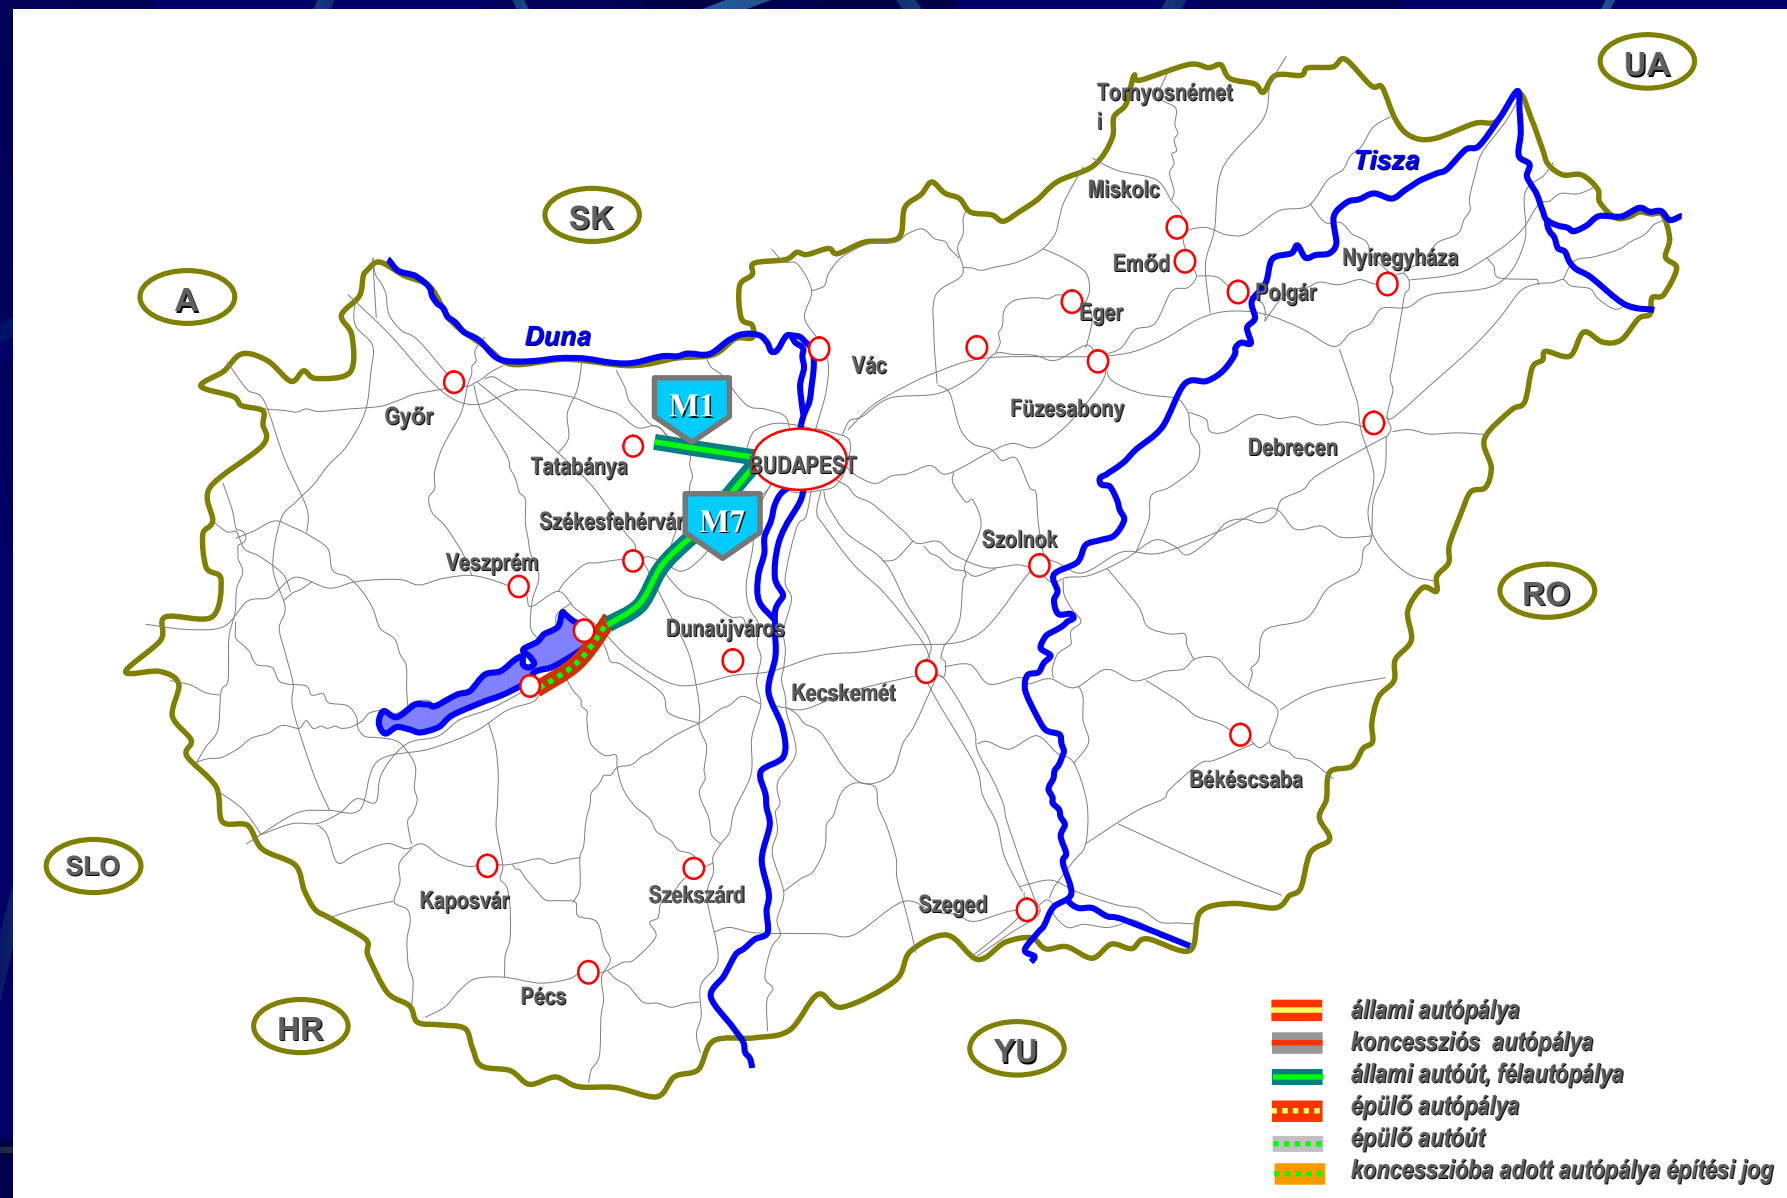 UA
Tornyosnémet
i
Tisza
Miskolc
SK
Emőd
Nyíregyháza
A
Polgár
Eger
Duna
Vác
M1
Győr
Füzesabony
Debrecen
Tatabánya
BUDAPEST
Székesfehérvár
M7
Szolnok
Veszprém
RO
Dunaújváros
Kecskemét
Békéscsaba
SLO
Kaposvár
Szekszárd
Szeged
Pécs
HR
YU
állami autópálya
koncessziós autópálya
állami autóút, félautópálya
épülő autópálya
épülő autóút
koncesszióba adott autópálya építési jog